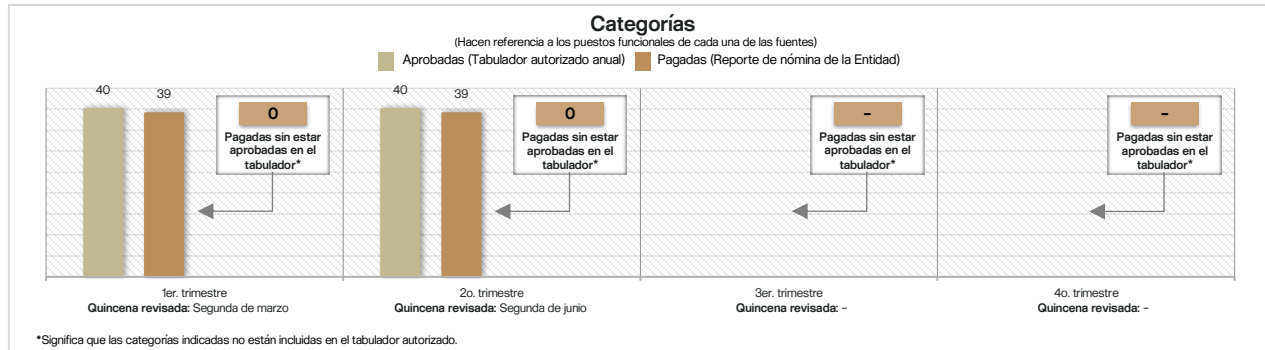 Categorías
(Hacen referencia a los puestos funcionales de cada una de las fuentes)
Aprobadas (Tabulador autorizado anual) Pagadas (Reporte de nómina de la Entidad)
40
39
0
Pagadas sin estar
aprobadas en el
tabulador*
40
39
0
Pagadas sin estar
aprobadas en el
tabulador*
–
Pagadas sin estar
aprobadas en el
tabulador*
–
Pagadas sin estar
aprobadas en el
tabulador*
1er. trimestre
Quincena revisada: Segunda de marzo
2o. trimestre
Quincena revisada: Segunda de junio
3er. trimestre
Quincena revisada: –
4o. trimestre
Quincena revisada: –
*Significa que las categorías indicadas no están incluidas en el tabulador autorizado.